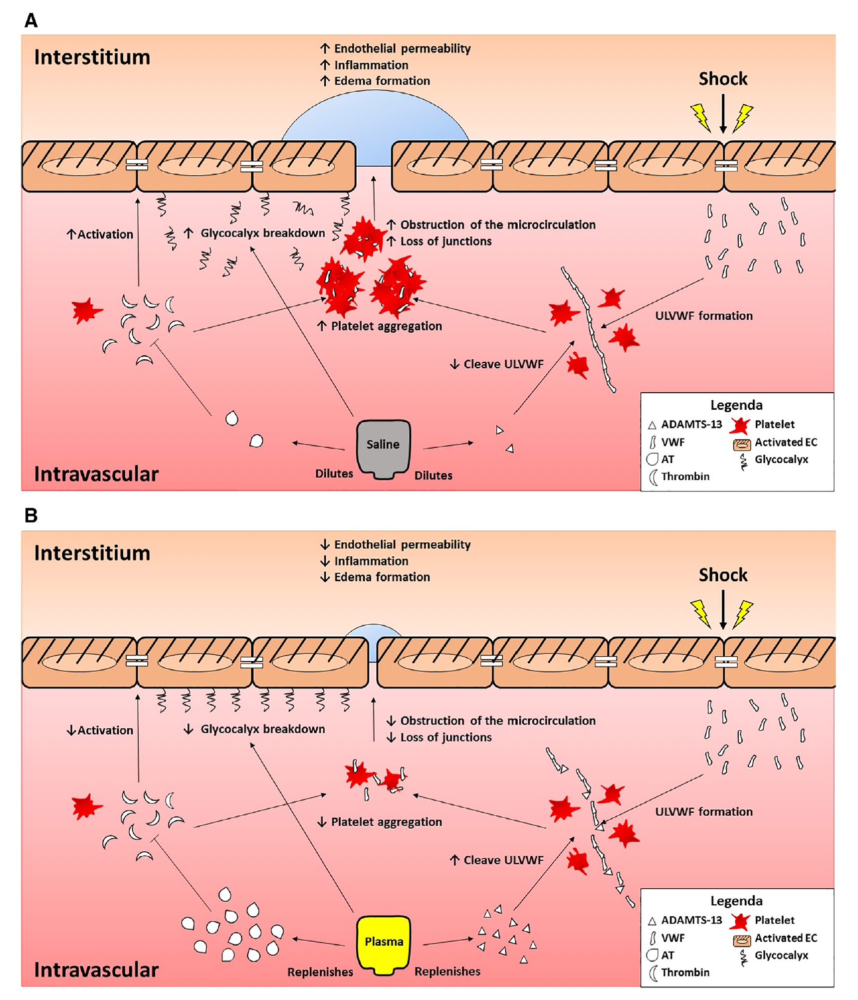 A
Interstitium
↑ Endothelial permeability
↑ Inflammation
↑ Edema formation
Shock
↑Activation
↑ Glycocalyx breakdown
↑ Obstruction of the microcirculation
↑ Loss of junctions
↑ Platelet aggregation
ULVWF formation
↓ Cleave ULVWF
Saline
Dilutes
Dilutes
Intravascular
Legenda
ADAMTS-13
Platelet
VWF
Activated EC
AT
Glycocalyx
Thrombin
B
Interstitium
↓ Endothelial permeability
↓ Inflammation
↓ Edema formation
Shock
↓Activation
↓ Glycocalyx breakdown
↓ Obstruction of the microcirculation
↓ Loss of junctions
↓ Platelet aggregation
ULVWF formation
↑ Cleave ULVWF
Plasma
Replenishes
Replenishes
Intravascular
Legenda
ADAMTS-13
Platelet
VWF
Activated EC
AT
Glycocalyx
Thrombin